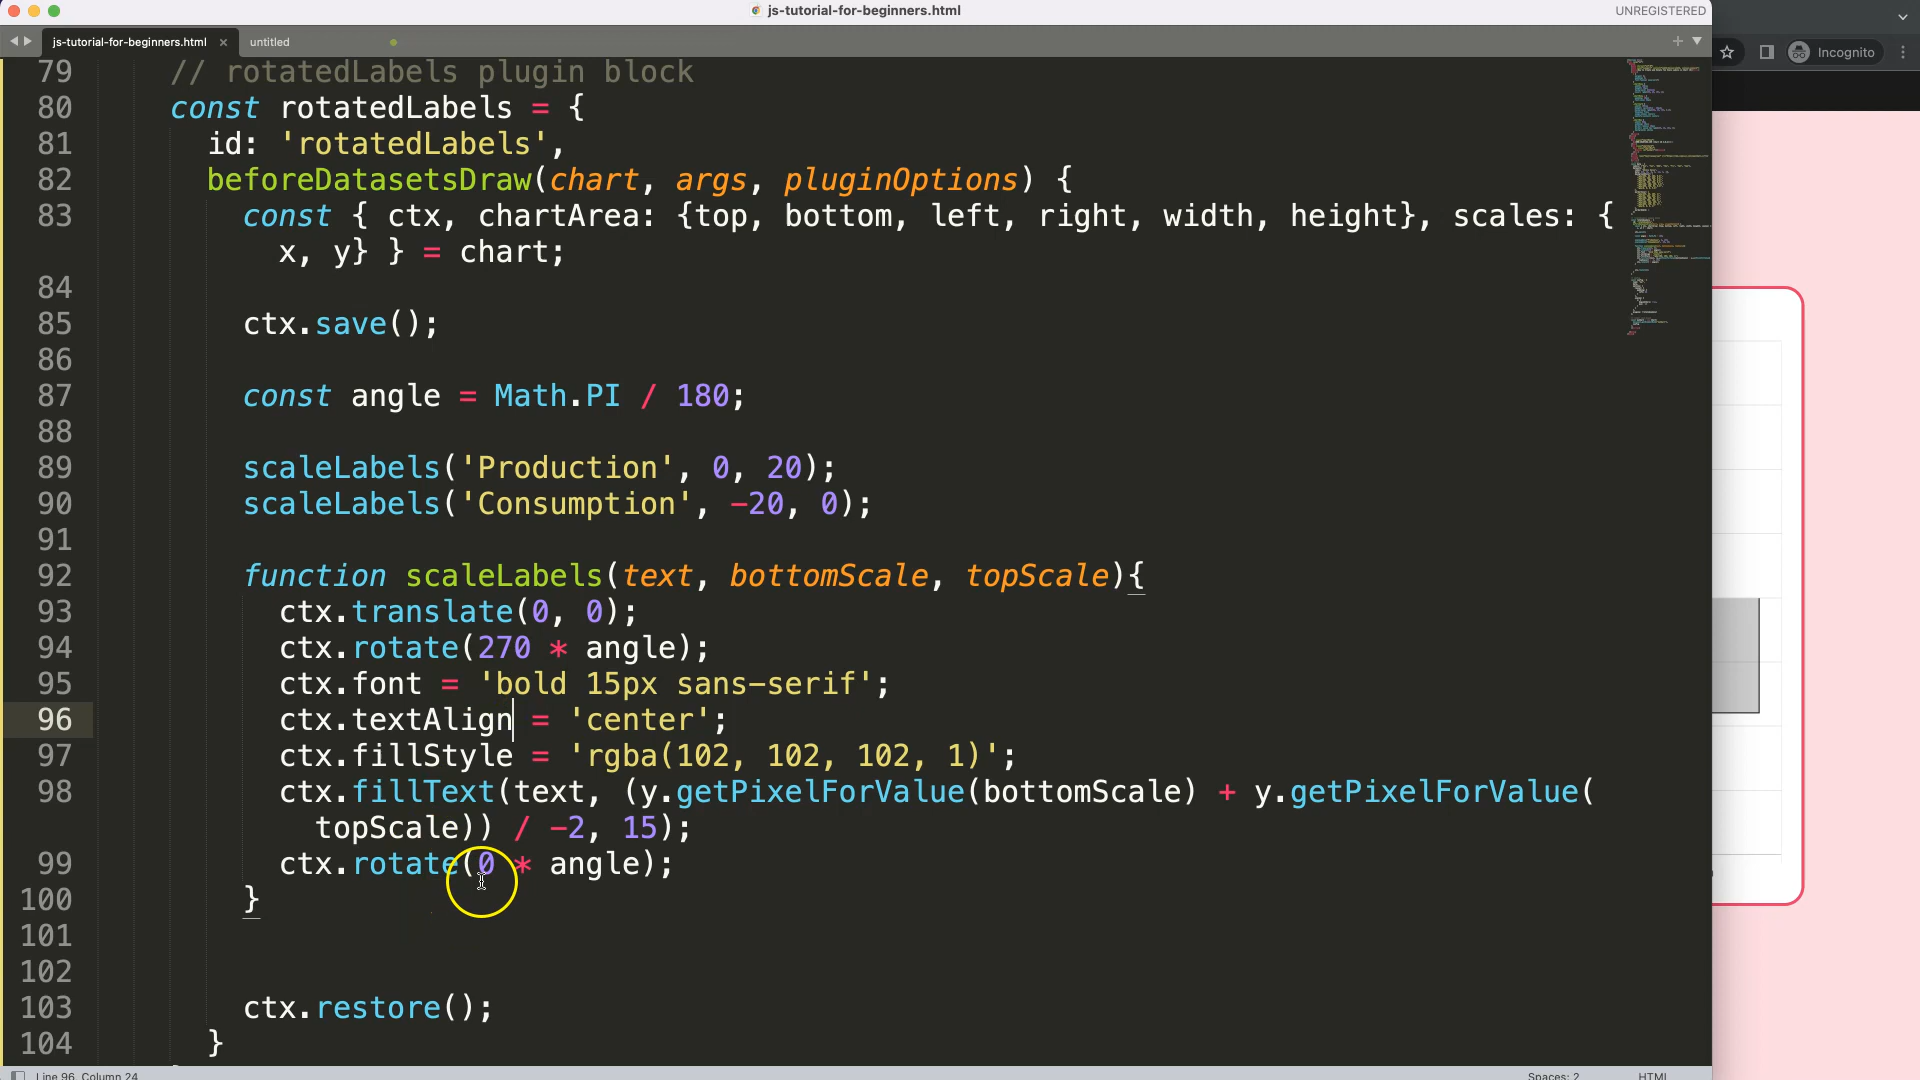 js-tutorial-for-beginners.html
UNREGISTERED
js-tutorial-for-beginners.html ×
untitled
Incognito
79 // rotatedLabels plugin block
80 const rotatedLabels = {
81 id: 'rotatedLabels',
82 beforeDatasetsDraw(chart, args, pluginOptions) {
83 const { ctx, chartArea: {top, bottom, left, right, width, height}, scales: {
x, y} } = chart;
84
85 ctx.save();
86
87 const angle = Math.PI / 180;
88
89 scaleLabels('Production', 0, 20);
90 scaleLabels('Consumption', -20, 0);
91
92 function scaleLabels(text, bottomScale, topScale){
93 ctx.translate(0, 0);
94 ctx.rotate(270 * angle);
95 ctx.font = 'bold 15px sans-serif';
96 ctx.textAlign = 'center';
97 ctx.fillStyle = 'rgba(102, 102, 102, 1)';
98 ctx.fillText(text, (y.getPixelForValue(bottomScale) + y.getPixelForValue(
topScale)) / -2, 15);
99 ctx.rotate(0 * angle);
100 }
101
102
103 ctx.restore();
104 }
Line 96, Column 24
Spaces: 2
HTML